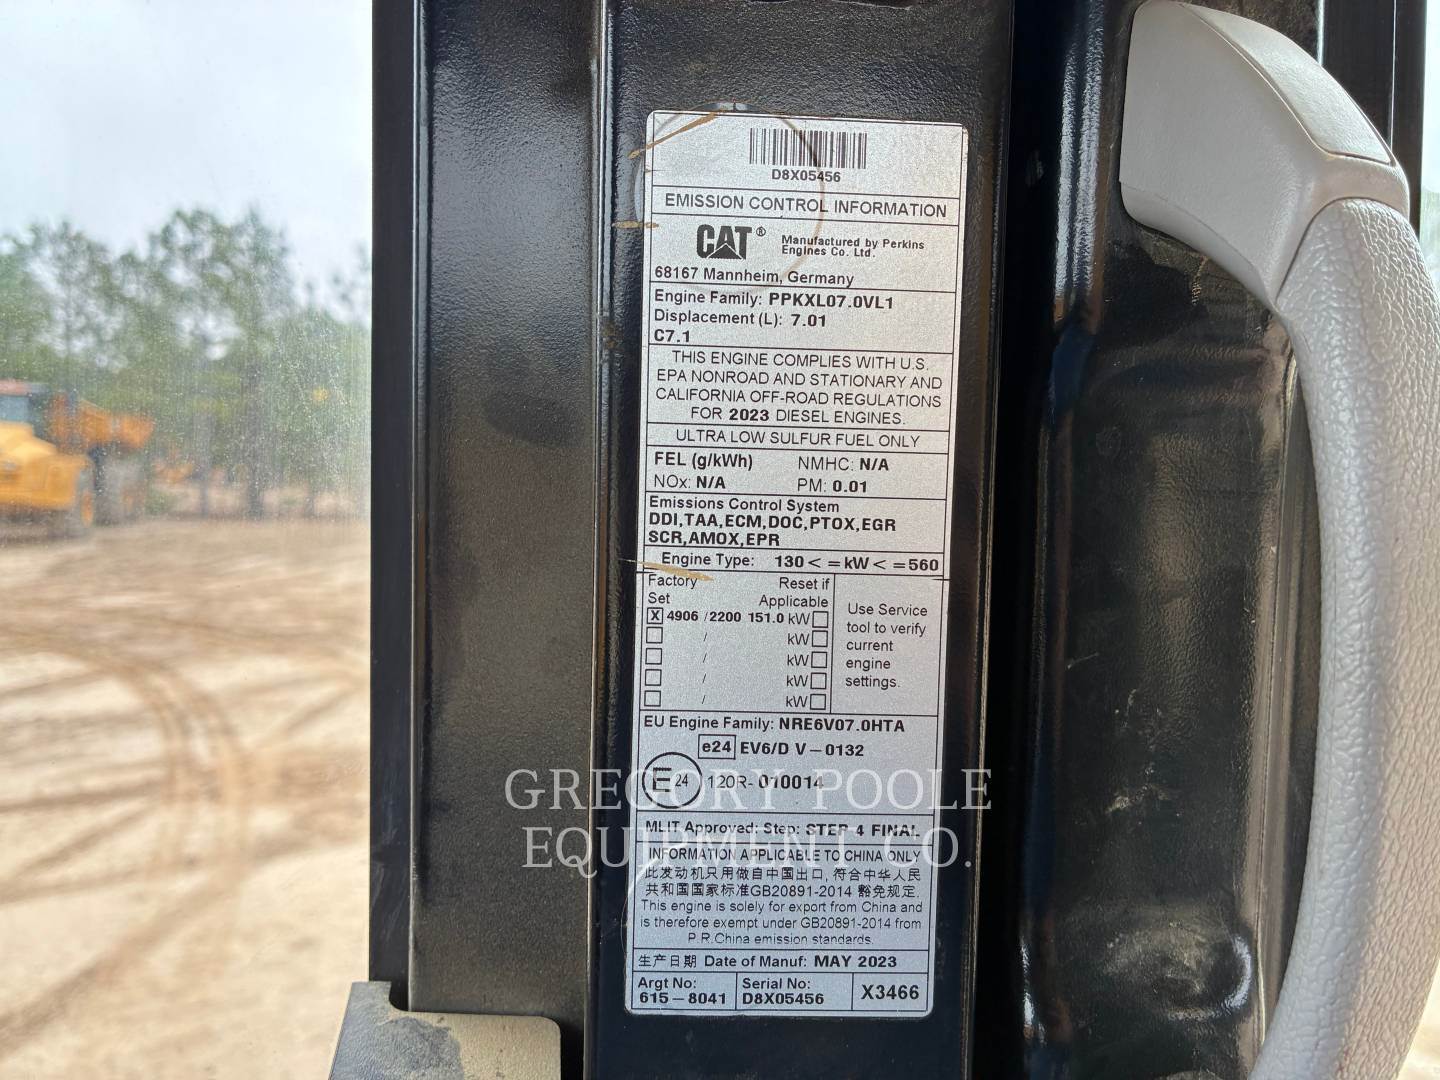 D8X05456
EMISSION CONTROL INFORMATION
CAT® Manufactured by Perkins
Engines Co. Ltd.
68167 Mannheim, Germany
Engine Family: PPKXL07.0VL1
Displacement (L): 7.01
C7.1
THIS ENGINE COMPLIES WITH U.S.
EPA NONROAD AND STATIONARY AND
CALIFORNIA OFF-ROAD REGULATIONS
FOR 2023 DIESEL ENGINES.
ULTRA LOW SULFUR FUEL ONLY
FEL (g/kWh) NMHC: N/A
NOx: N/A PM: 0.01
Emissions Control System
DDI,TAA,ECM,DOC,PTOX,EGR
SCR,AMOX,EPR
Engine Type: 130<=kW<=560
Factory Reset if
Set Applicable
X 4906 / 2200 151.0 kW
/ kW
/ kW
/ kW
/ kW
Use Service
tool to verify
current
engine
settings.
EU Engine Family: NRE6V07.0HTA
e24 EV6/D V-0132
E 24 120R-010014
MLIT Approved: Step: STEP 4 FINAL
INFORMATION APPLICABLE TO CHINA ONLY
此发动机只用做自中国出口, 符合中华人民
共和国国家标准GB20891-2014 豁免规定.
This engine is solely for export from China and
is therefore exempt under GB20891-2014 from
P.R.China emission standards.
生产日期 Date of Manuf: MAY 2023
Argt No: Serial No:
615-8041 D8X05456 X3466
GREGORY POOLE
EQUIPMENT CO.